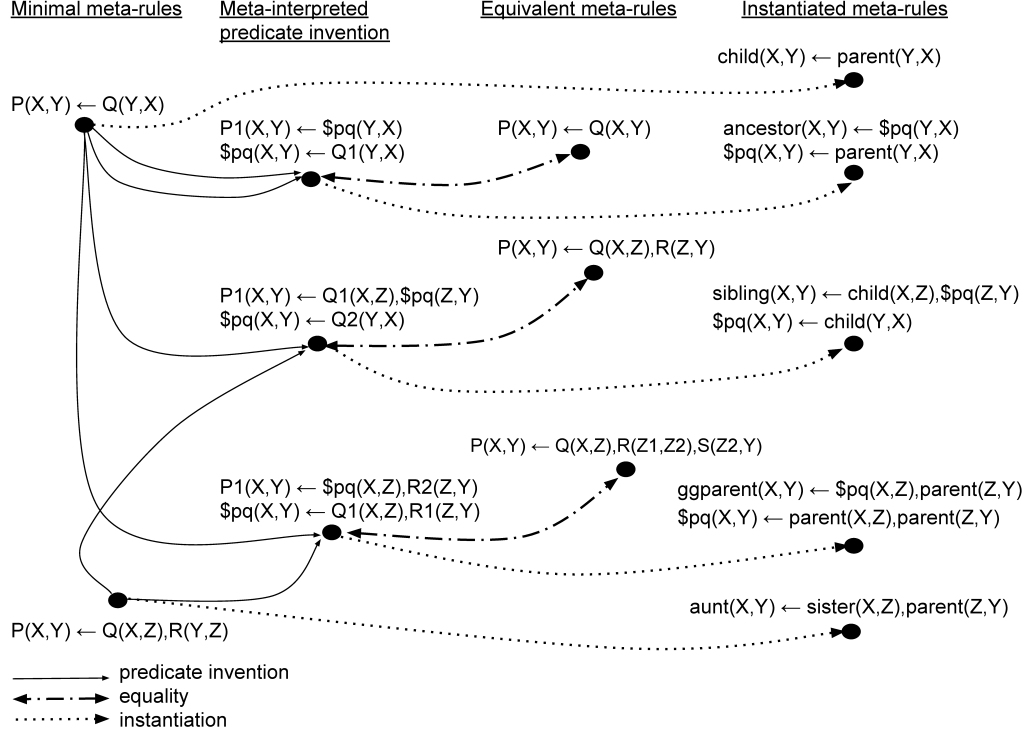 Minimal meta-rules
Meta-interpreted
predicate invention
Equivalent meta-rules
Instantiated meta-rules
child(X,Y) ← parent(Y,X)
P(X,Y) ← Q(Y,X)
P1(X,Y) ← $pq(Y,X)
$pq(X,Y) ← Q1(Y,X)
P(X,Y) ← Q(X,Y)
ancestor(X,Y) ← $pq(Y,X)
$pq(X,Y) ← parent(Y,X)
P(X,Y) ← Q(X,Z),R(Z,Y)
P1(X,Y) ← Q1(X,Z),$pq(Z,Y)
$pq(X,Y) ← Q2(Y,X)
sibling(X,Y) ← child(X,Z),$pq(Z,Y)
$pq(X,Y) ← child(Y,X)
P(X,Y) ← Q(X,Z),R(Z1,Z2),S(Z2,Y)
P1(X,Y) ← $pq(X,Z),R2(Z,Y)
$pq(X,Y) ← Q1(X,Z),R1(Z,Y)
ggparent(X,Y) ← $pq(X,Z),parent(Z,Y)
$pq(X,Y) ← parent(X,Z),parent(Z,Y)
aunt(X,Y) ← sister(X,Z),parent(Z,Y)
P(X,Y) ← Q(X,Z),R(Y,Z)
predicate invention
equality
instantiation